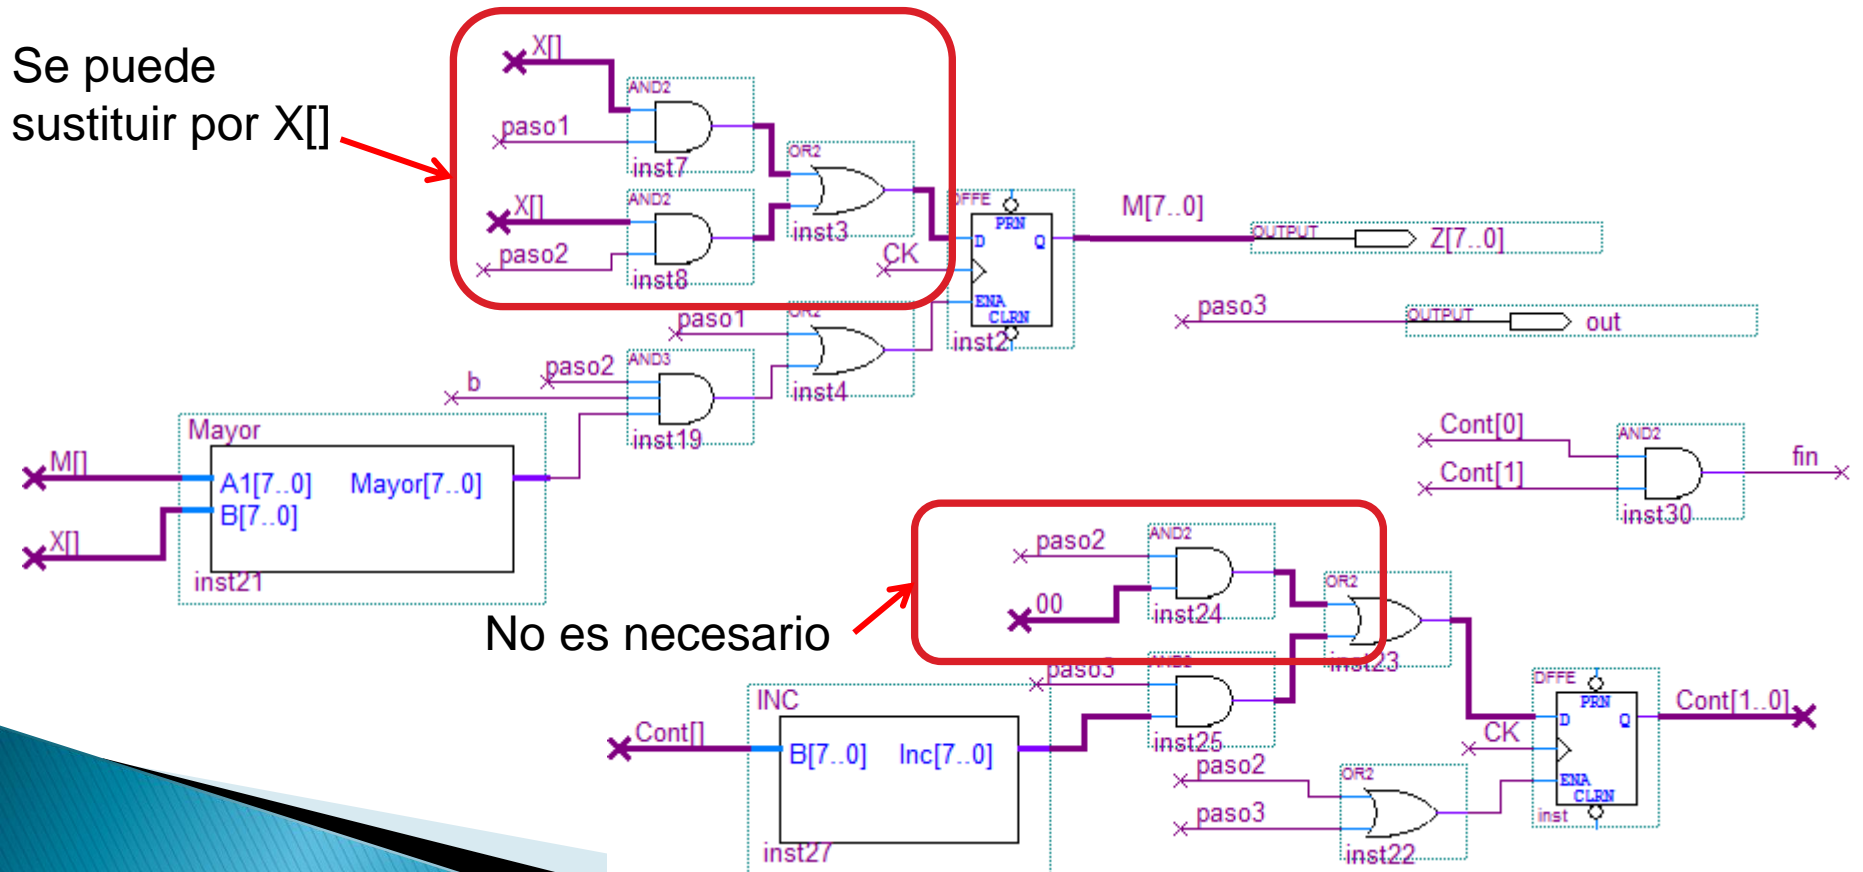 Se puede
sustituir por X[]
X[]
AND2
paso1
inst7
OR2
X[]
AND2
inst3
paso2
inst8
DFFE
PRN
D
Q
CK
ENA
CLRN
inst2
M[7..0]
OUTPUT
Z[7..0]
paso3
OUTPUT
out
paso1
OR2
inst4
paso2
AND3
b
inst19
Mayor
M[]
A1[7..0]
Mayor[7..0]
B[7..0]
X[]
inst21
Cont[0]
AND2
Cont[1]
fin
inst30
No es necesario
paso2
AND2
00
inst24
OR2
inst23
paso3
AND2
inst25
INC
Cont[]
B[7..0]
Inc[7..0]
inst27
DFFE
PRN
D
Q
CK
ENA
CLRN
inst
Cont[1..0]
paso2
OR2
paso3
inst22